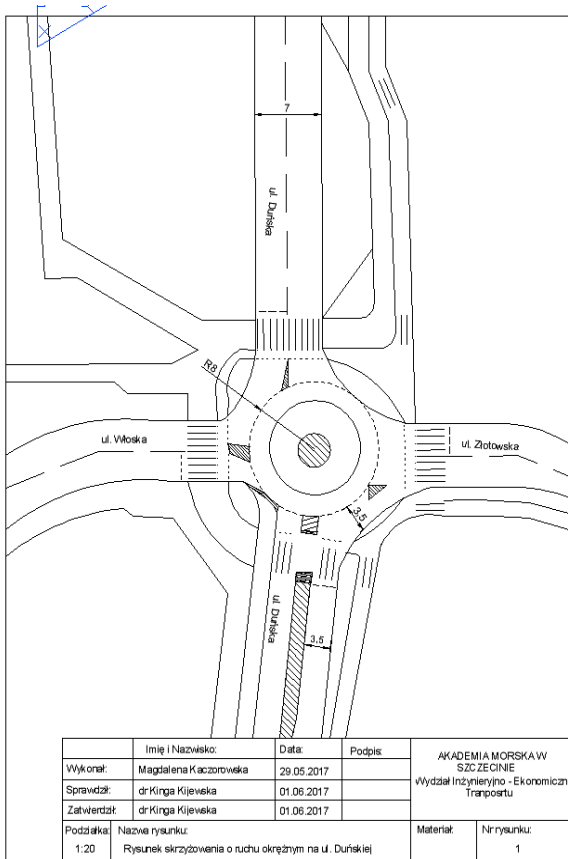 7
ul. Duńska
R8
ul. Włoska
ul. Złotowska
3.5
ul. Duńska
3.5
Imię i Nazwisko: Data: Podpis:
Wykonał: Magdalena Kaczorowska 29.05.2017
Sprawdził: dr Kinga Kijewska 01.06.2017
Zatwierdził: dr Kinga Kijewska 01.06.2017
AKADEMIA MORSKA W
SZCZECINIE
Wydział Inżynieryjno - Ekonomiczn
Tranposrtu
Podziałka: Nazwa rysunku: Materiał: Nr rysunku:
1:20 Rysunek skrzyżowania o ruchu okrężnym na ul. Duńskiej 1